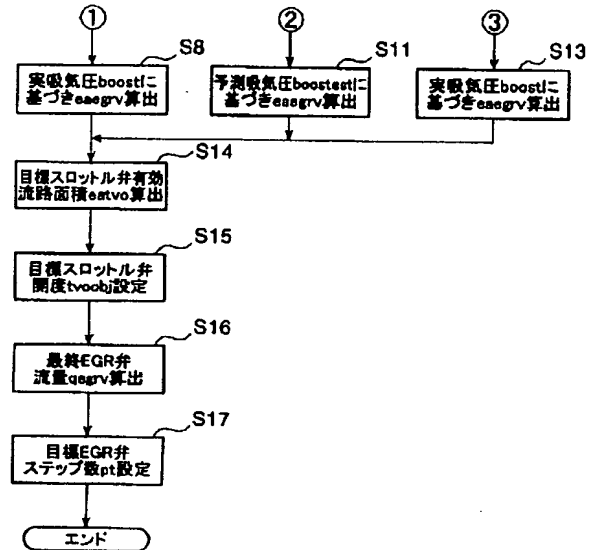 ①
②
③
S8
S11
S13
実吸気圧boostに
基づきeaegrv算出
予測吸気圧boostestに
基づきeaegrv算出
実吸気圧boostに
基づきeaegrv算出
S14
目標スロットル弁有効
流路面積eatvo算出
S15
目標スロットル弁
開度tvoobj設定
S16
最終EGR弁
流量qegrv算出
S17
目標EGR弁
ステップ数pt設定
エンド